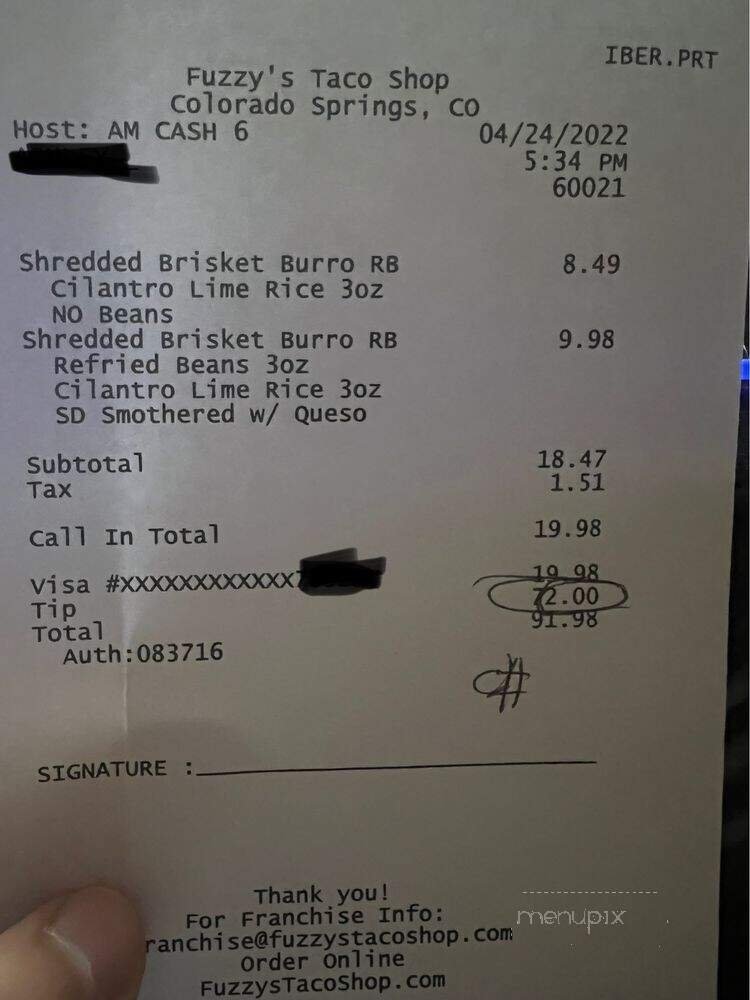 IBER.PRT
Fuzzy's Taco Shop
Colorado Springs, CO
Host: AM CASH 6 04/24/2022
5:34 PM
60021
Shredded Brisket Burro RB 8.49
Cilantro Lime Rice 3oz
NO Beans
Shredded Brisket Burro RB 9.98
Refried Beans 3oz
Cilantro Lime Rice 3oz
SD Smothered w/ Queso
Subtotal 18.47
Tax 1.51
Call In Total 19.98
Visa #XXXXXXXXXXXX 19.98
Tip 72.00
Total 91.98
Auth:083716
SIGNATURE :
Thank you!
For Franchise Info:
ranchise@fuzzystacoshop.com
Order Online
FuzzysTacoShop.com
menupix